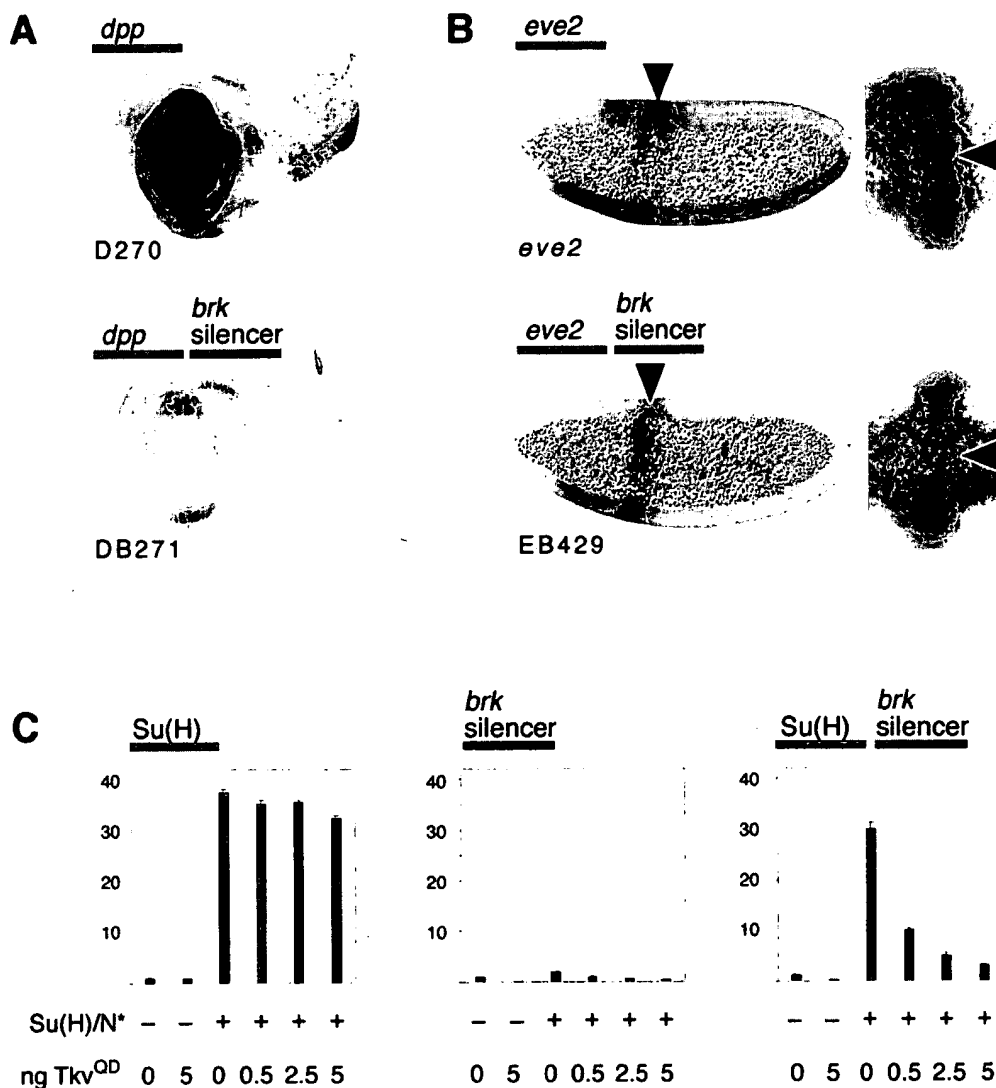 A
dpp
D270
dpp
brk
silencer
DB271
B
eve2
eve2
eve2
brk
silencer
EB429
C
Su(H)
brk
silencer
Su(H)
brk
silencer
40
30
20
10
40
30
20
10
40
30
20
10
Su(H)/N* − − + + + + − − + + + + − − + + + +
ng TkvQD 0 5 0 0.5 2.5 5 0 5 0 0.5 2.5 5 0 5 0 0.5 2.5 5